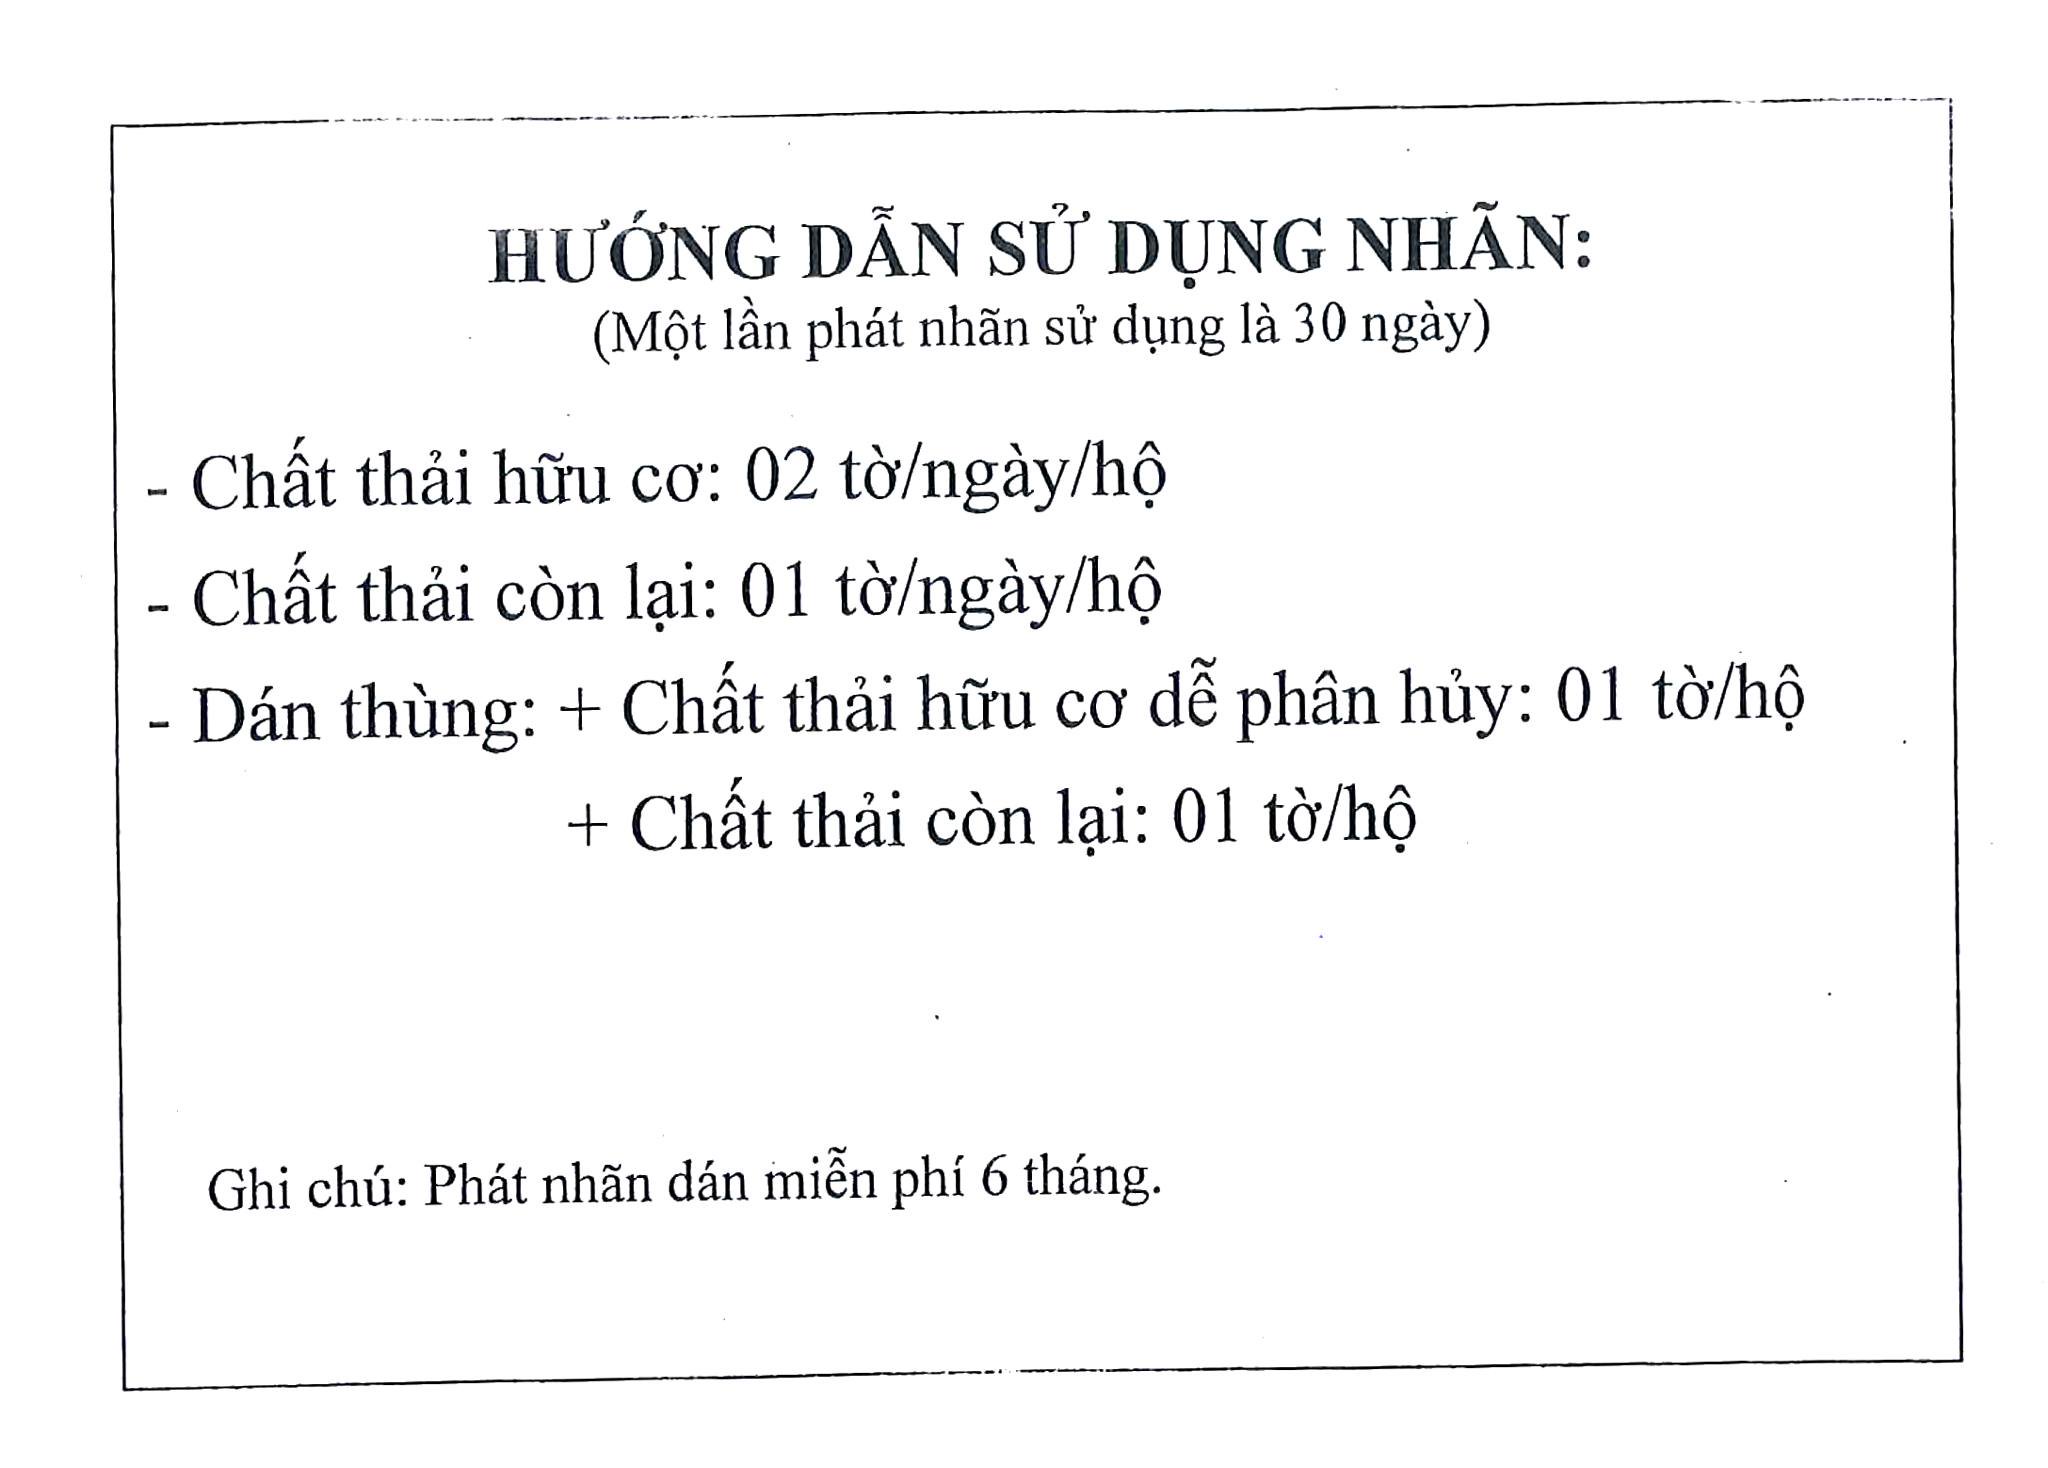 HƯỚNG DẪN SỬ DỤNG NHÃN:
(Một lần phát nhãn sử dụng là 30 ngày)
- Chất thải hữu cơ: 02 tờ/ngày/hộ
- Chất thải còn lại: 01 tờ/ngày/hộ
- Dán thùng: + Chất thải hữu cơ dễ phân hủy: 01 tờ/hộ
+ Chất thải còn lại: 01 tờ/hộ
Ghi chú: Phát nhãn dán miễn phí 6 tháng.